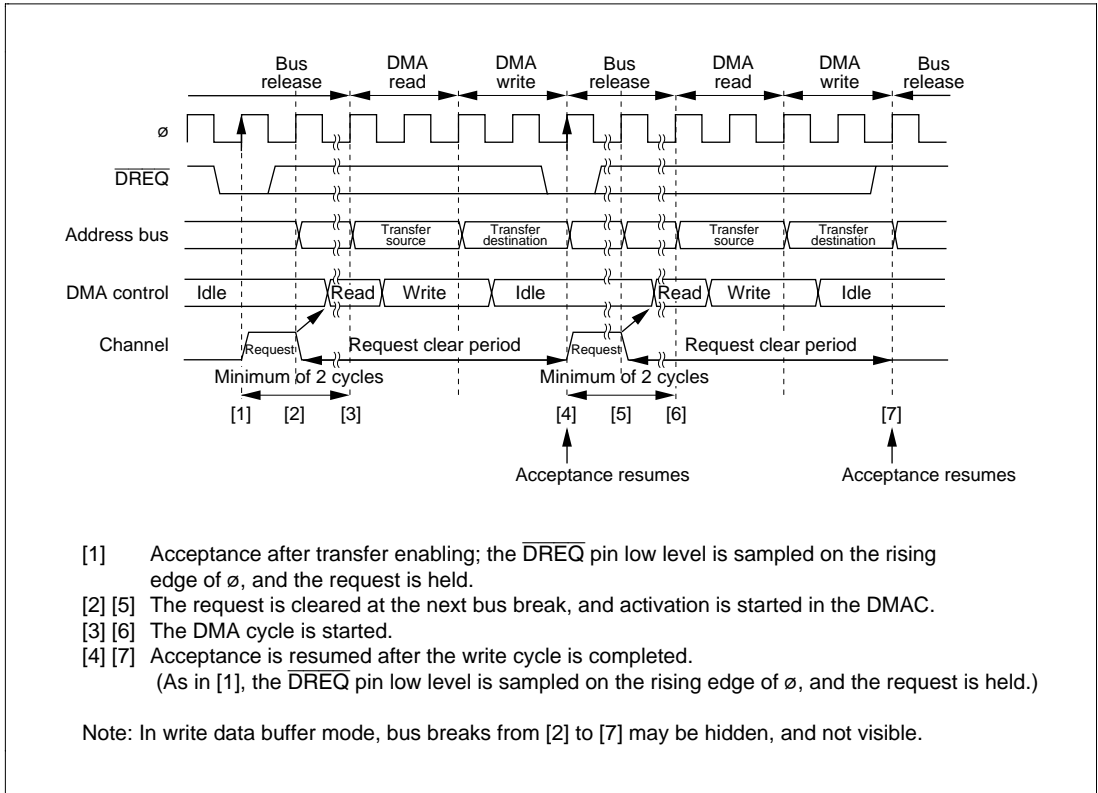 Bus release DMA read DMA write Bus release DMA read DMA write Bus release
ø
DREQ
Address bus Transfer source Transfer destination Transfer source Transfer destination
DMA control Idle Read Write Idle Read Write Idle
Channel Request Request clear period Request Request clear period
Minimum of 2 cycles Minimum of 2 cycles
[1] [2] [3] [4] [5] [6] [7]
Acceptance resumes Acceptance resumes
[1] Acceptance after transfer enabling; the DREQ pin low level is sampled on the rising
edge of ø, and the request is held.
[2] [5] The request is cleared at the next bus break, and activation is started in the DMAC.
[3] [6] The DMA cycle is started.
[4] [7] Acceptance is resumed after the write cycle is completed.
(As in [1], the DREQ pin low level is sampled on the rising edge of ø, and the request is held.)
Note: In write data buffer mode, bus breaks from [2] to [7] may be hidden, and not visible.